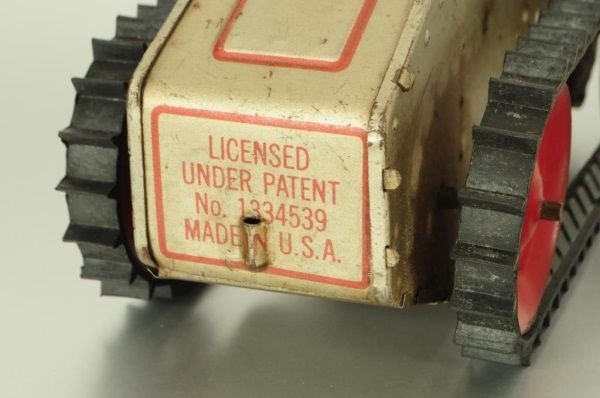 LICENSED
UNDER PATENT
No. 1334539
MADE IN U.S.A.